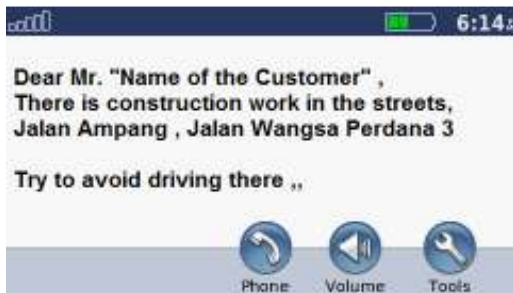 6:14
Dear Mr. "Name of the Customer" ,
There is construction work in the streets,
Jalan Ampang , Jalan Wangsa Perdana 3
Try to avoid driving there ,,
Phone Volume Tools